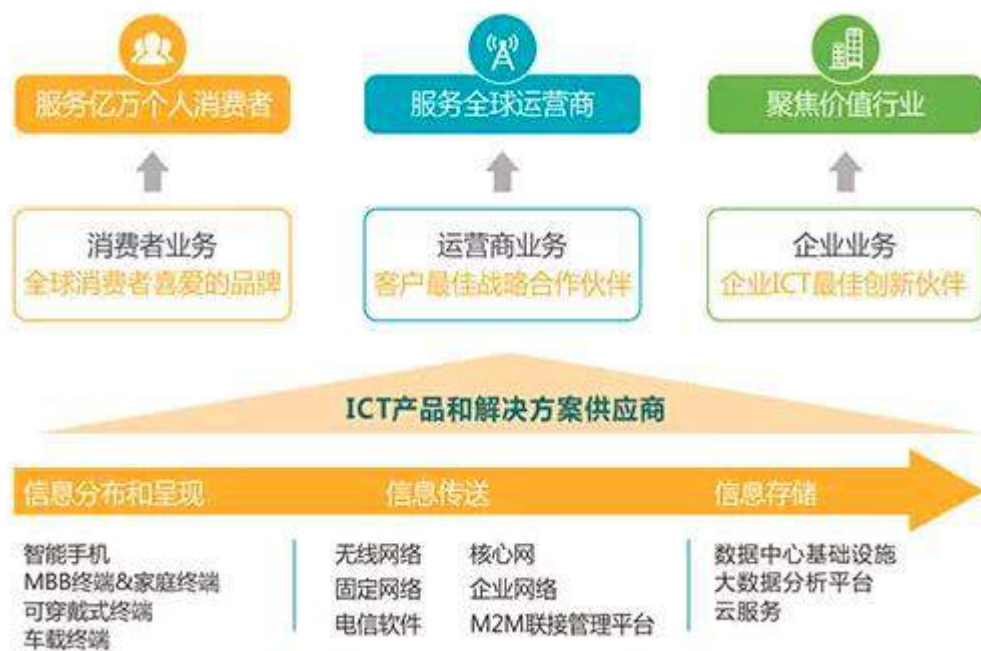 服务亿万个人消费者
服务全球运营商
聚焦价值行业
消费者业务
全球消费者喜爱的品牌
运营商业务
客户最佳战略合作伙伴
企业业务
企业ICT最佳创新伙伴
ICT产品和解决方案供应商
信息分布和呈现
信息传送
信息存储
智能手机
MBB终端&家庭终端
可穿戴式终端
车载终端
无线网络
固定网络
电信软件
核心网
企业网络
M2M联接管理平台
数据中心基础设施
大数据分析平台
云服务